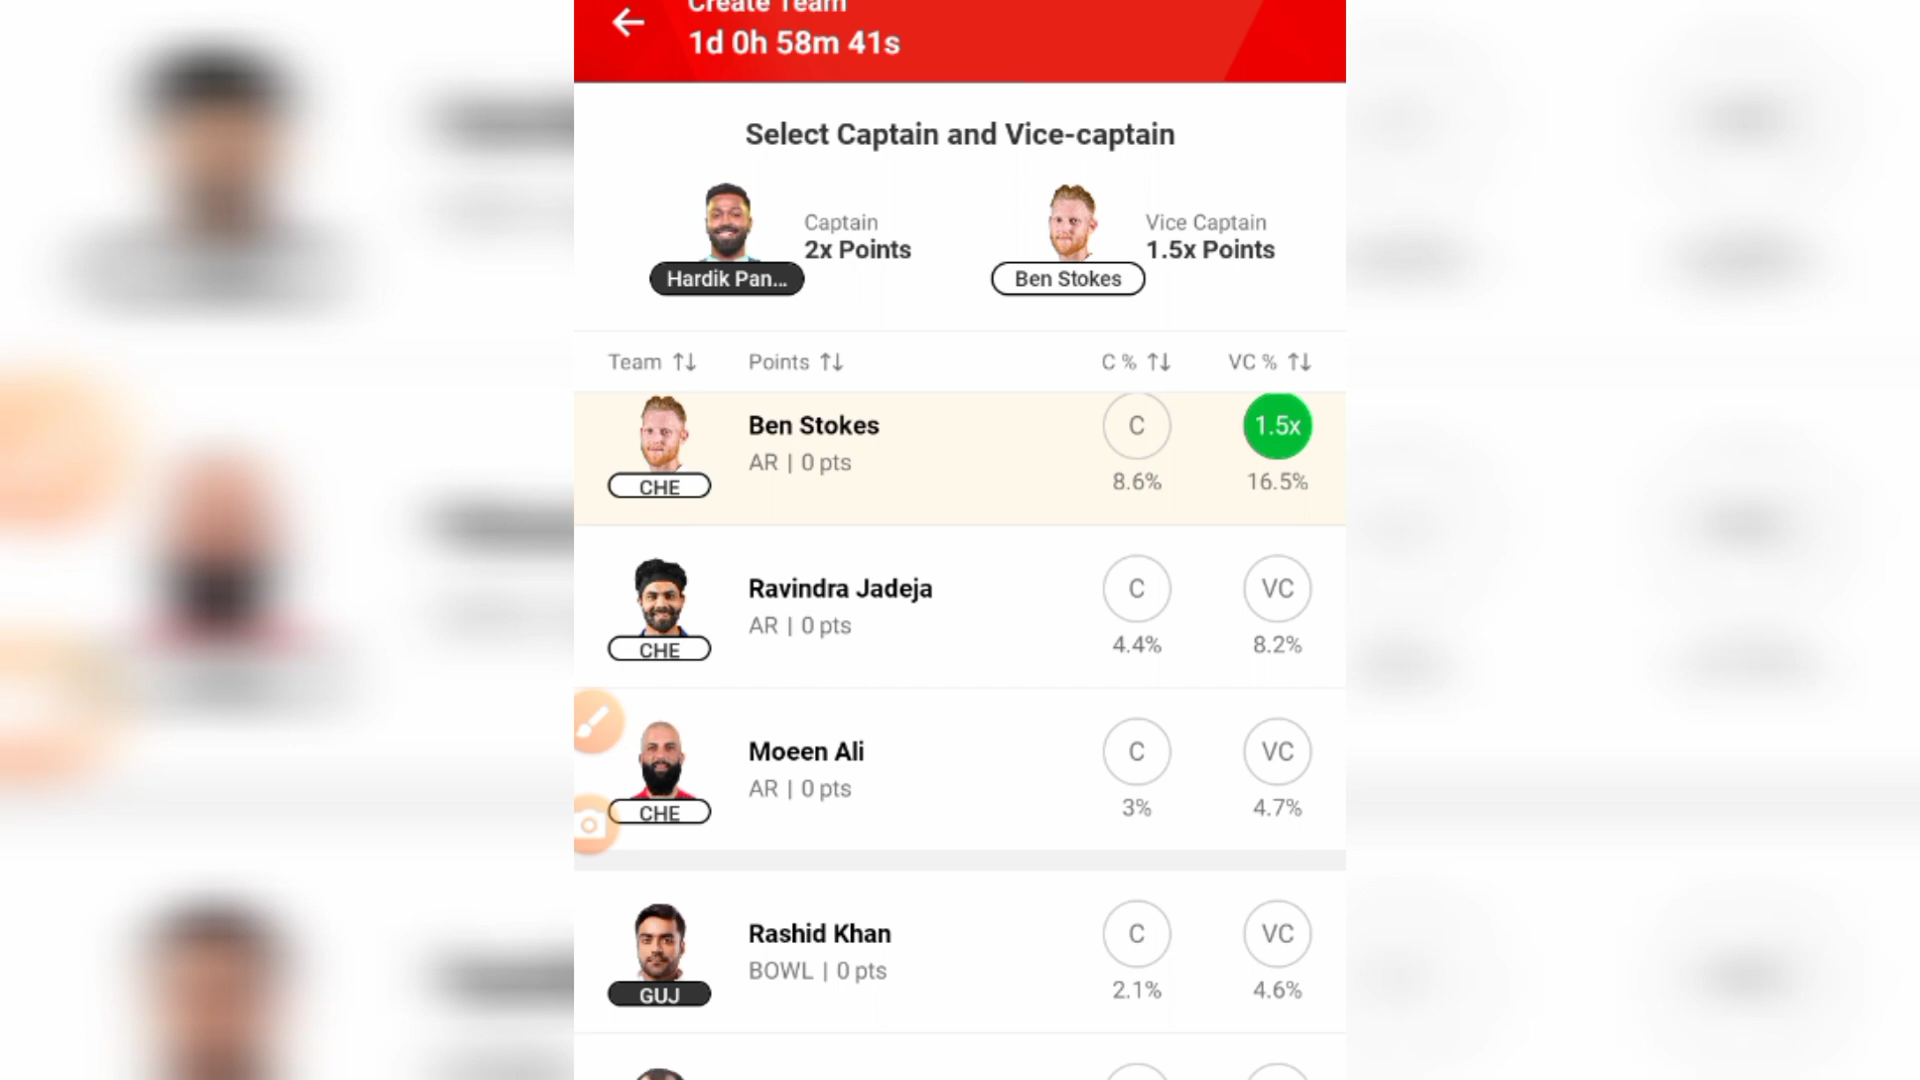 Create Team
1d 0h 58m 41s
Select Captain and Vice-captain
Captain
2x Points
Hardik Pan...
Vice Captain
1.5x Points
Ben Stokes
Team ↑↓ Points ↑↓ C % ↑↓ VC % ↑↓
Ben Stokes
AR | 0 pts
CHE
C
8.6%
1.5x
16.5%
Ravindra Jadeja
AR | 0 pts
CHE
C
4.4%
VC
8.2%
Moeen Ali
AR | 0 pts
CHE
C
3%
VC
4.7%
Rashid Khan
BOWL | 0 pts
GUJ
C
2.1%
VC
4.6%